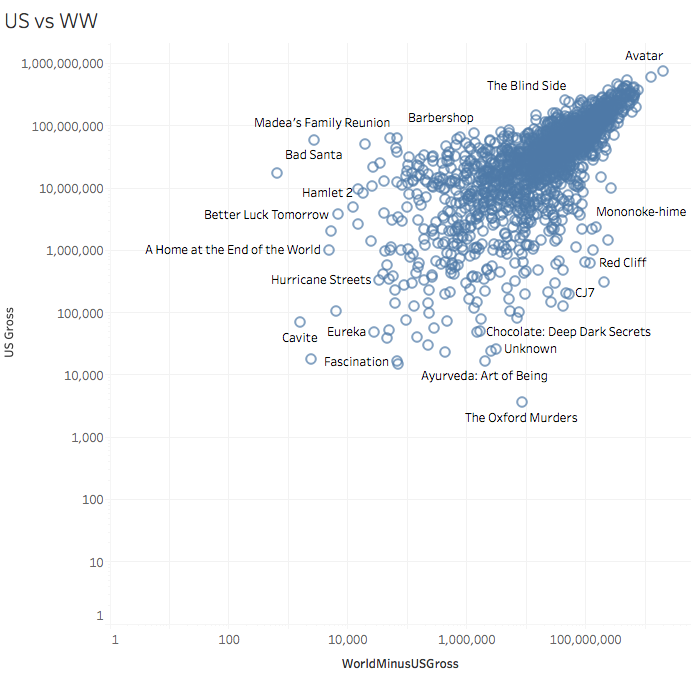 US vs WW
Avatar
1,000,000,000
The Blind Side
Madea's Family Reunion
Barbershop
100,000,000
Bad Santa
10,000,000
Hamlet 2
Better Luck Tomorrow
Mononoke-hime
1,000,000
A Home at the End of the World
Red Cliff
Hurricane Streets
CJ7
100,000
Cavite
Eureka
Chocolate: Deep Dark Secrets
Unknown
Fascination
10,000
Ayurveda: Art of Being
The Oxford Murders
1,000
100
10
1
US Gross
1
100
10,000
1,000,000
100,000,000
WorldMinusUSGross